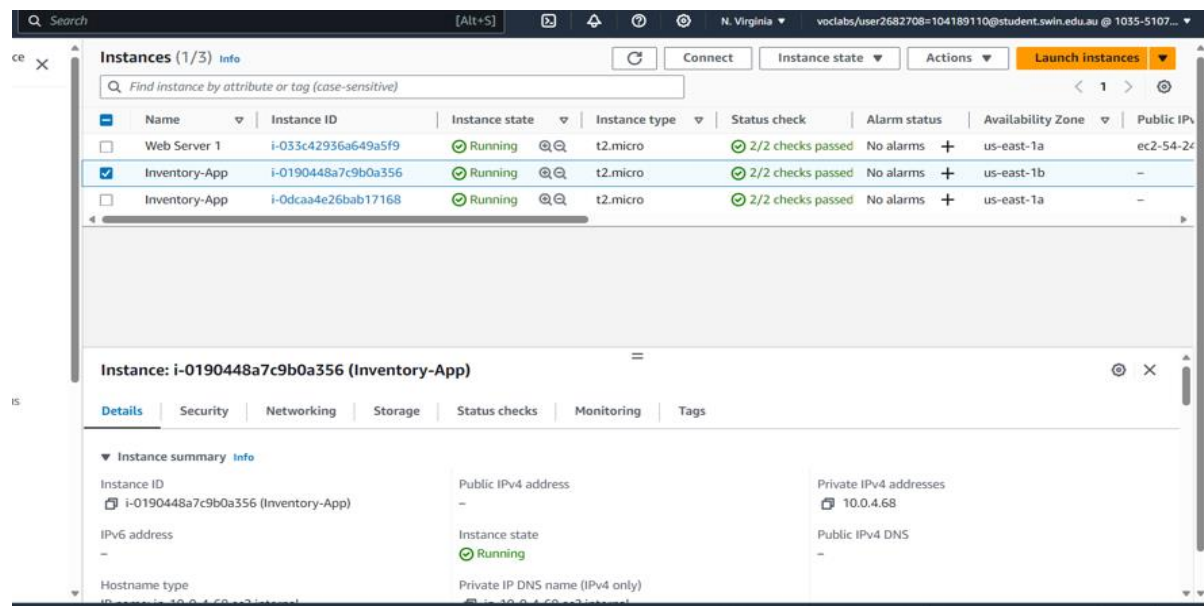 Search [Alt+S] N. Virginia ▼ voclabs/user2682708=104189110@student.swin.edu.au @ 1035-5107... ▼
ce
Instances (1/3) Info Connect Instance state ▼ Actions ▼ Launch instances ▼
Find instance by attribute or tag (case-sensitive) < 1 >
Name Instance ID Instance state Instance type Status check Alarm status Availability Zone Public IPv
Web Server 1 i-033c42936a649a5f9 Running t2.micro 2/2 checks passed No alarms + us-east-1a ec2-54-24
Inventory-App i-0190448a7c9b0a356 Running t2.micro 2/2 checks passed No alarms + us-east-1b –
Inventory-App i-0dcaa4e26bab17168 Running t2.micro 2/2 checks passed No alarms + us-east-1a –
Instance: i-0190448a7c9b0a356 (Inventory-App)
Details Security Networking Storage Status checks Monitoring Tags
▼ Instance summary Info
Instance ID Public IPv4 address Private IPv4 addresses
i-0190448a7c9b0a356 (Inventory-App) – 10.0.4.68
IPv6 address Instance state Public IPv4 DNS
– Running –
Hostname type Private IP DNS name (IPv4 only)